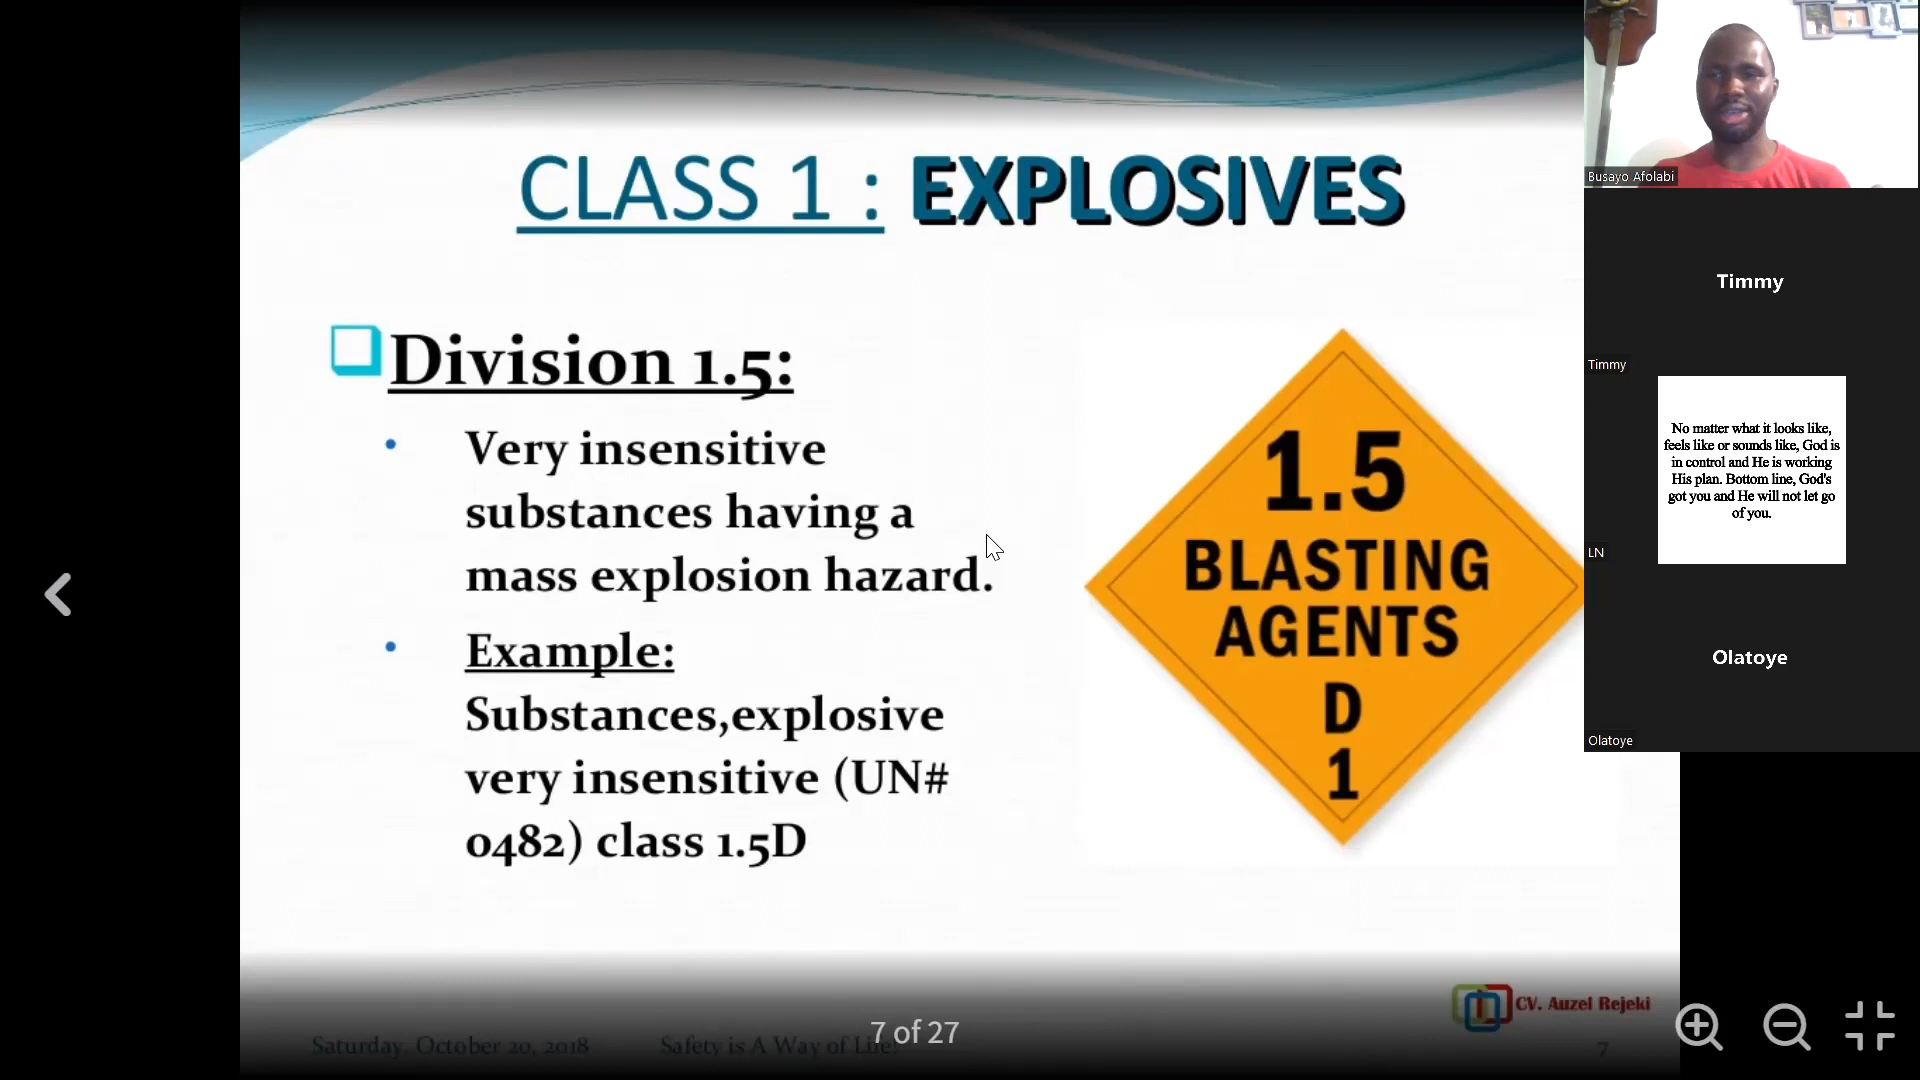 CLASS 1 : EXPLOSIVES
Division 1.5:
Very insensitive
substances having a
mass explosion hazard.
Example:
Substances,explosive
very insensitive (UN#
0482) class 1.5D
1.5
BLASTING
AGENTS
D
1
Busayo Afolabi
Timmy
Timmy
No matter what it looks like,
feels like or sounds like, God is
in control and He is working
His plan. Bottom line, God's
got you and He will not let go
of you.
LN
Olatoye
Olatoye
CV. Auzel Rejeki
7 of 27
Saturday, October 20, 2018
Safety is A Way of Life!
7